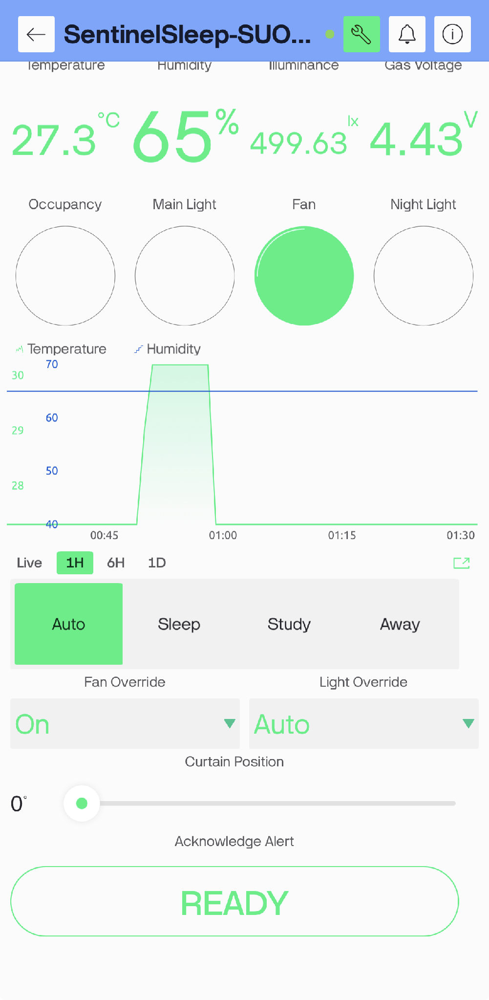 SentinelSleep-SUO...
Temperature Humidity Illuminance Gas Voltage
27.3 °C 65 % 499.63 lx 4.43 V
Occupancy Main Light Fan Night Light
Temperature Humidity
70
30
60
29
50
28
40
00:45 01:00 01:15 01:30
Live 1H 6H 1D
Auto Sleep Study Away
Fan Override Light Override
On Auto
Curtain Position
0°
Acknowledge Alert
READY